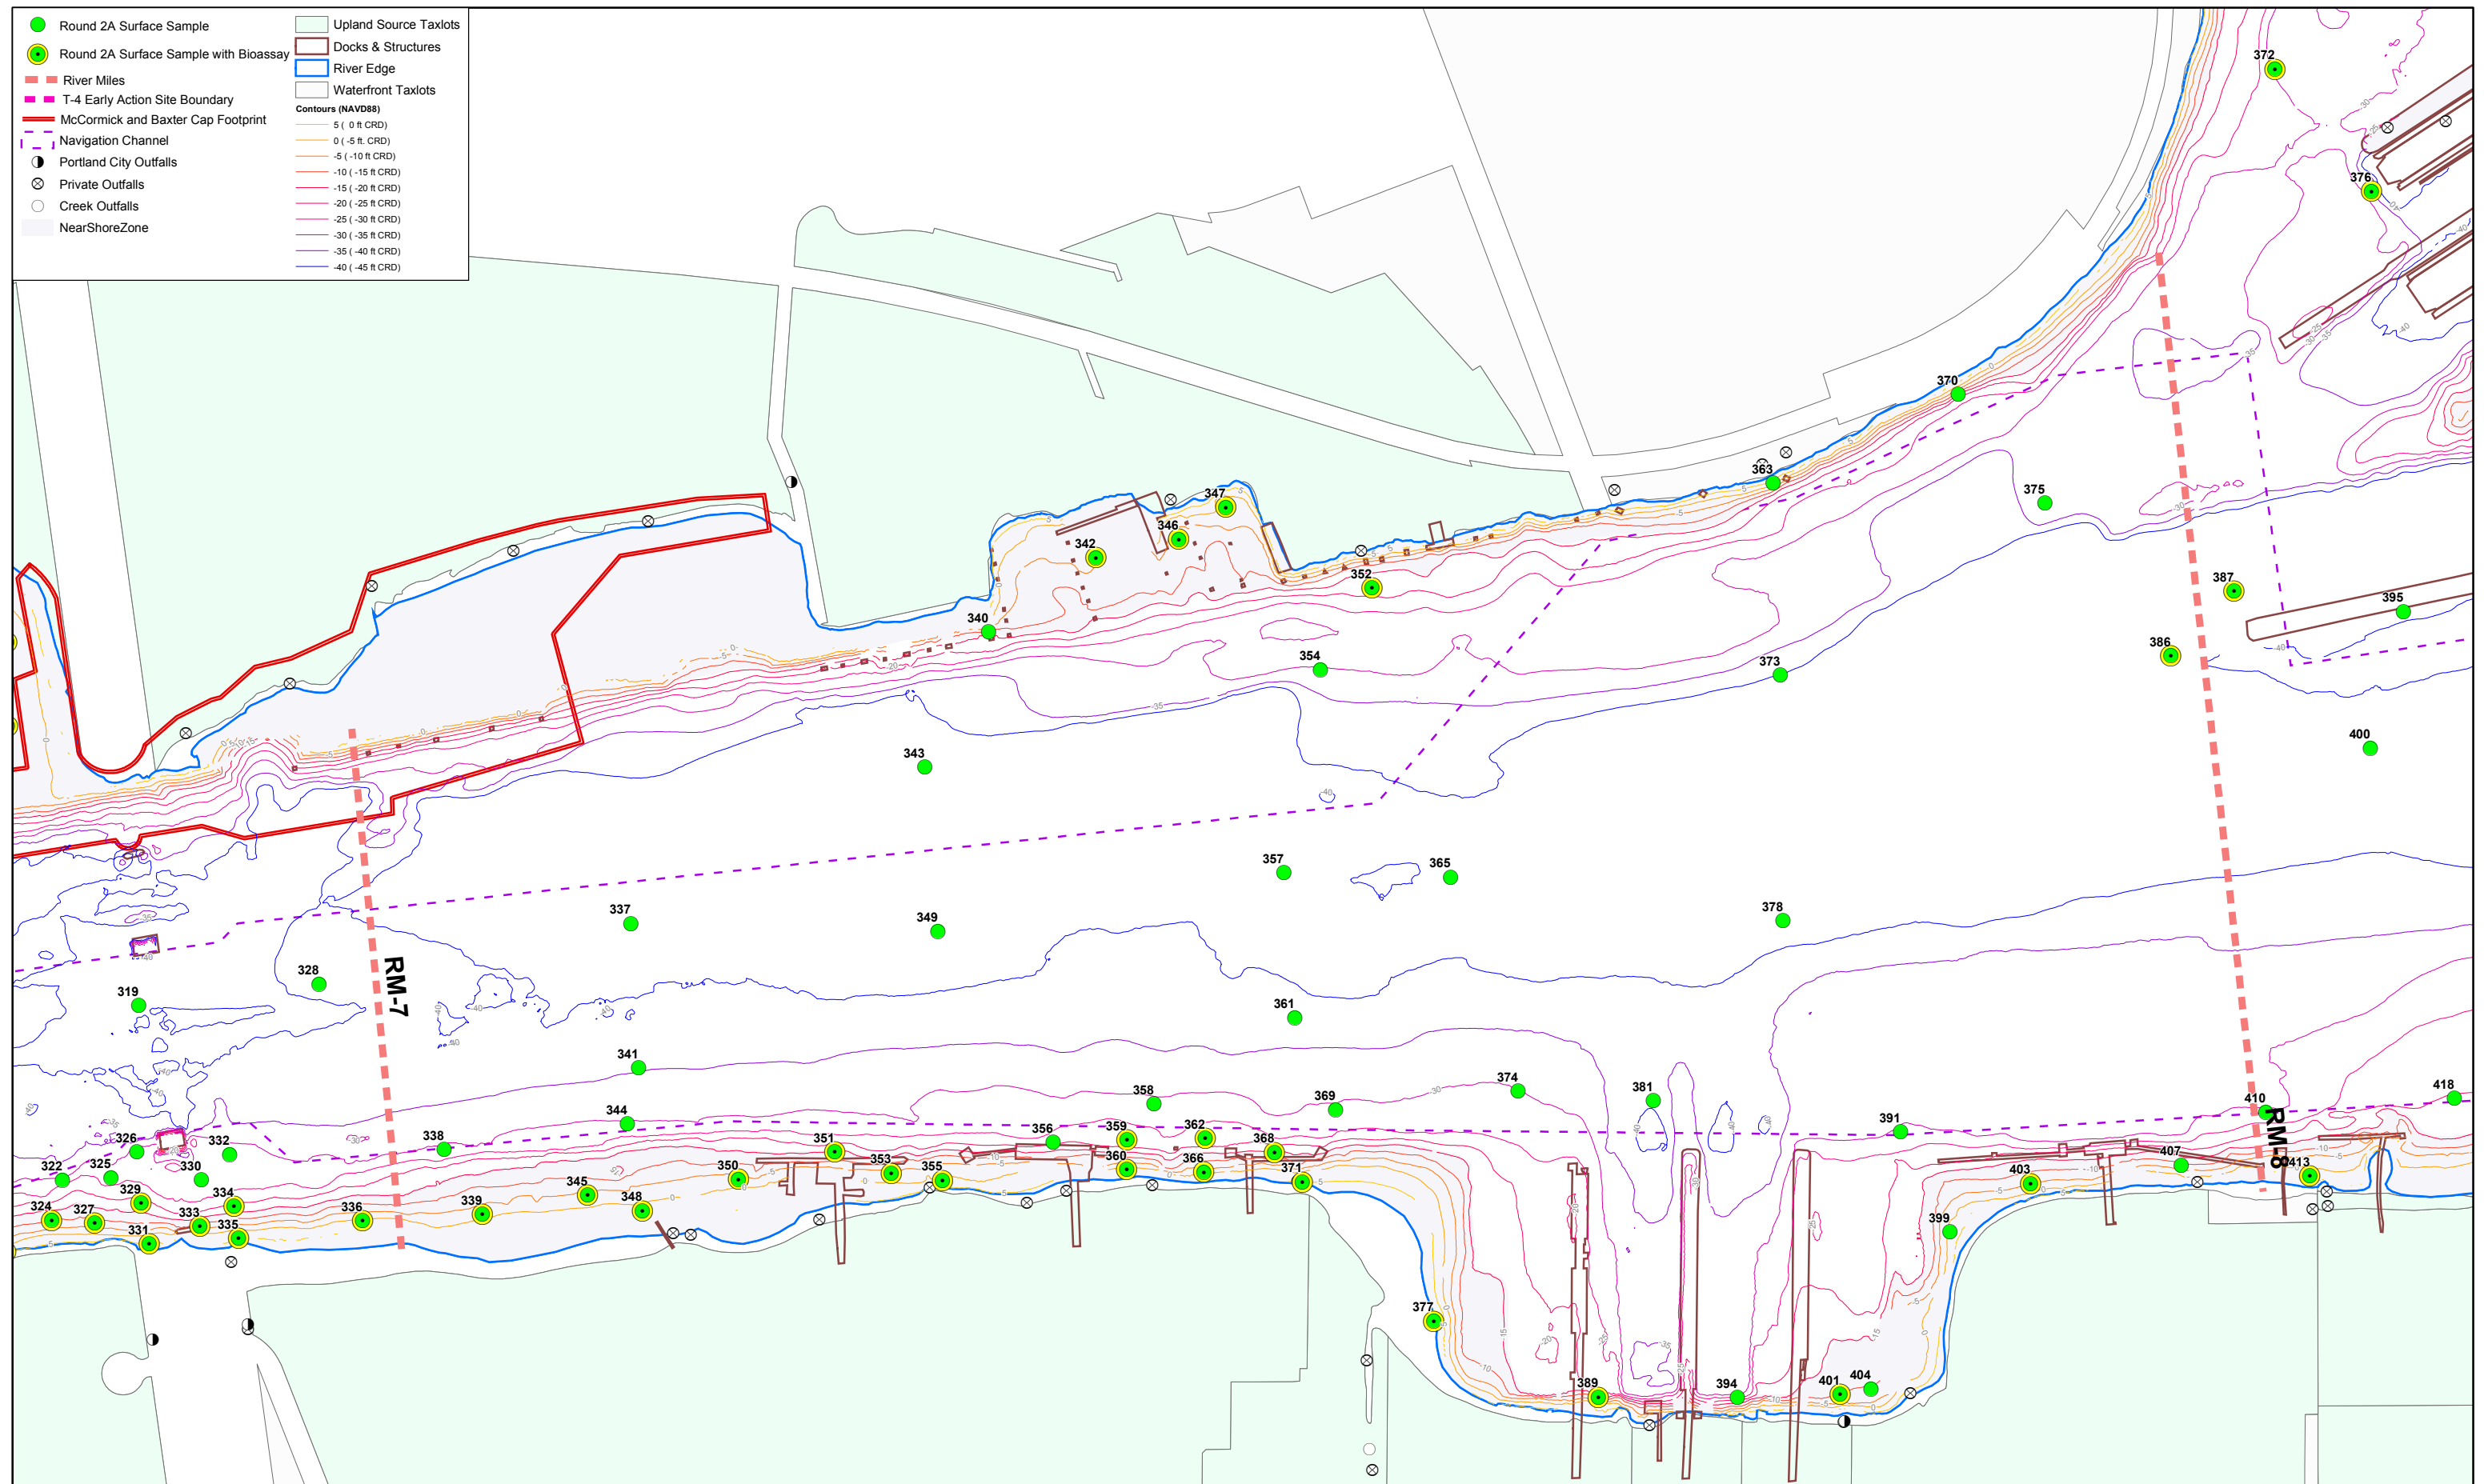 Round 2A Surface Sample
Round 2A Surface Sample with Bioassay
River Miles
T-4 Early Action Site Boundary
McCormick and Baxter Cap Footprint
Navigation Channel
Portland City Outfalls
Private Outfalls
Creek Outfalls
NearShoreZone
Upland Source Taxlots
Docks & Structures
River Edge
Waterfront Taxlots
Contours (NAVD88)
5 ( 0 ft CRD)
0 ( -5 ft. CRD)
-5 ( -10 ft CRD)
-10 ( -15 ft CRD)
-15 ( -20 ft CRD)
-20 ( -25 ft CRD)
-25 ( -30 ft CRD)
-30 ( -35 ft CRD)
-35 ( -40 ft CRD)
-40 ( -45 ft CRD)
372
376
370
363
375
347
346
342
352
387
395
340
386
354
373
400
343
357
365
337
349
378
328
319
RM-7
361
341
374
381
358
369
418
344
410
391
338
326
332
351
356
359
362
368
RM-8
407
413
322
325
330
350
353
355
360
366
371
403
329
334
345
348
324
327
333
335
336
339
331
399
377
389
394
401
404